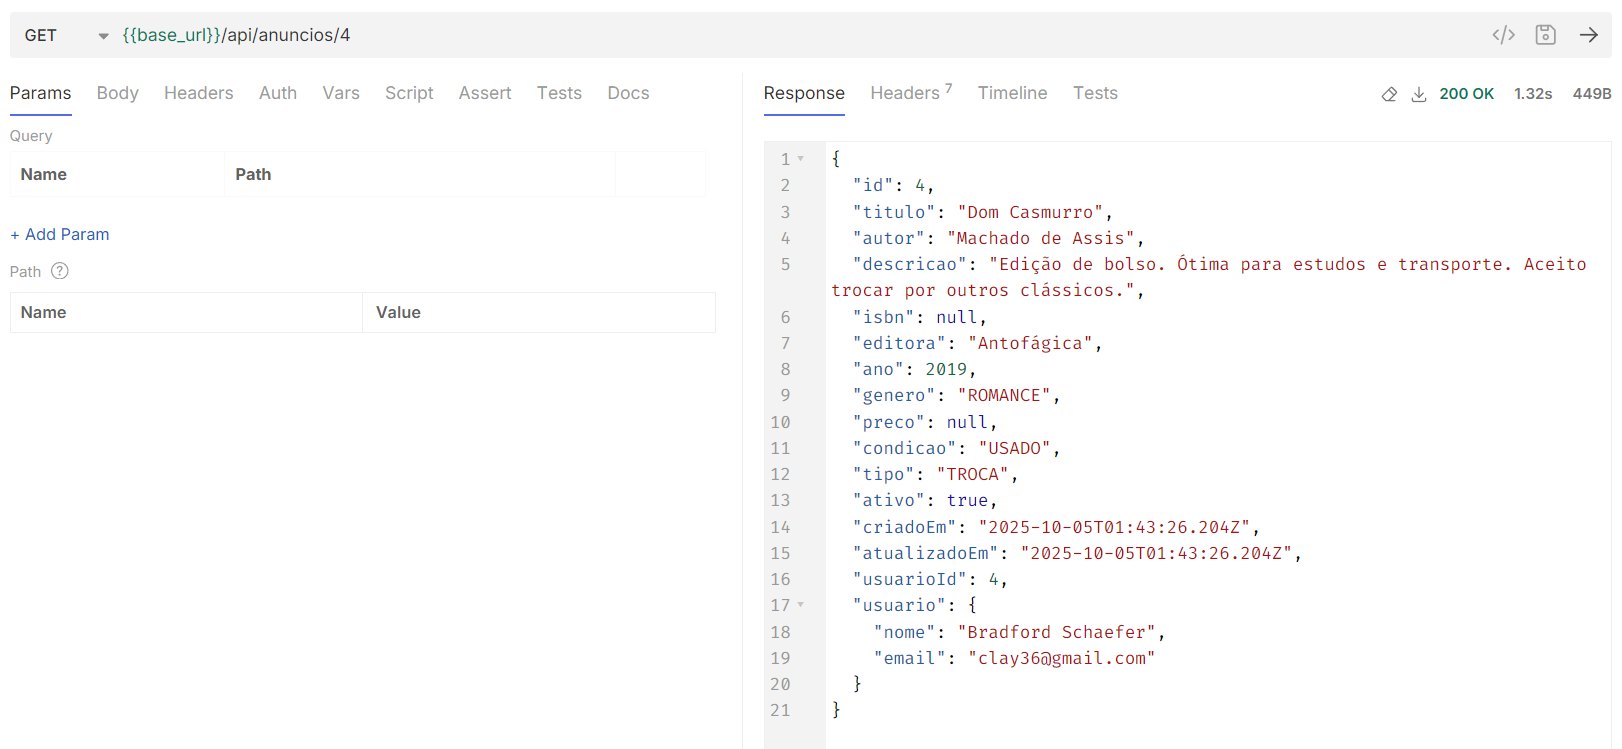 GET {{base_url}}/api/anuncios/4 </>
Params Body Headers Auth Vars Script Assert Tests Docs
Query
Name Path
+ Add Param
Path ?
Name Value
Response Headers 7 Timeline Tests 200 OK 1.32s 449B
1 {
2 "id": 4,
3 "titulo": "Dom Casmurro",
4 "autor": "Machado de Assis",
5 "descricao": "Edição de bolso. Ótima para estudos e transporte. Aceito
trocar por outros clássicos.",
6 "isbn": null,
7 "editora": "Antofágica",
8 "ano": 2019,
9 "genero": "ROMANCE",
10 "preco": null,
11 "condicao": "USADO",
12 "tipo": "TROCA",
13 "ativo": true,
14 "criadoEm": "2025-10-05T01:43:26.204Z",
15 "atualizadoEm": "2025-10-05T01:43:26.204Z",
16 "usuarioId": 4,
17 "usuario": {
18 "nome": "Bradford Schaefer",
19 "email": "clay36@gmail.com"
20 }
21 }